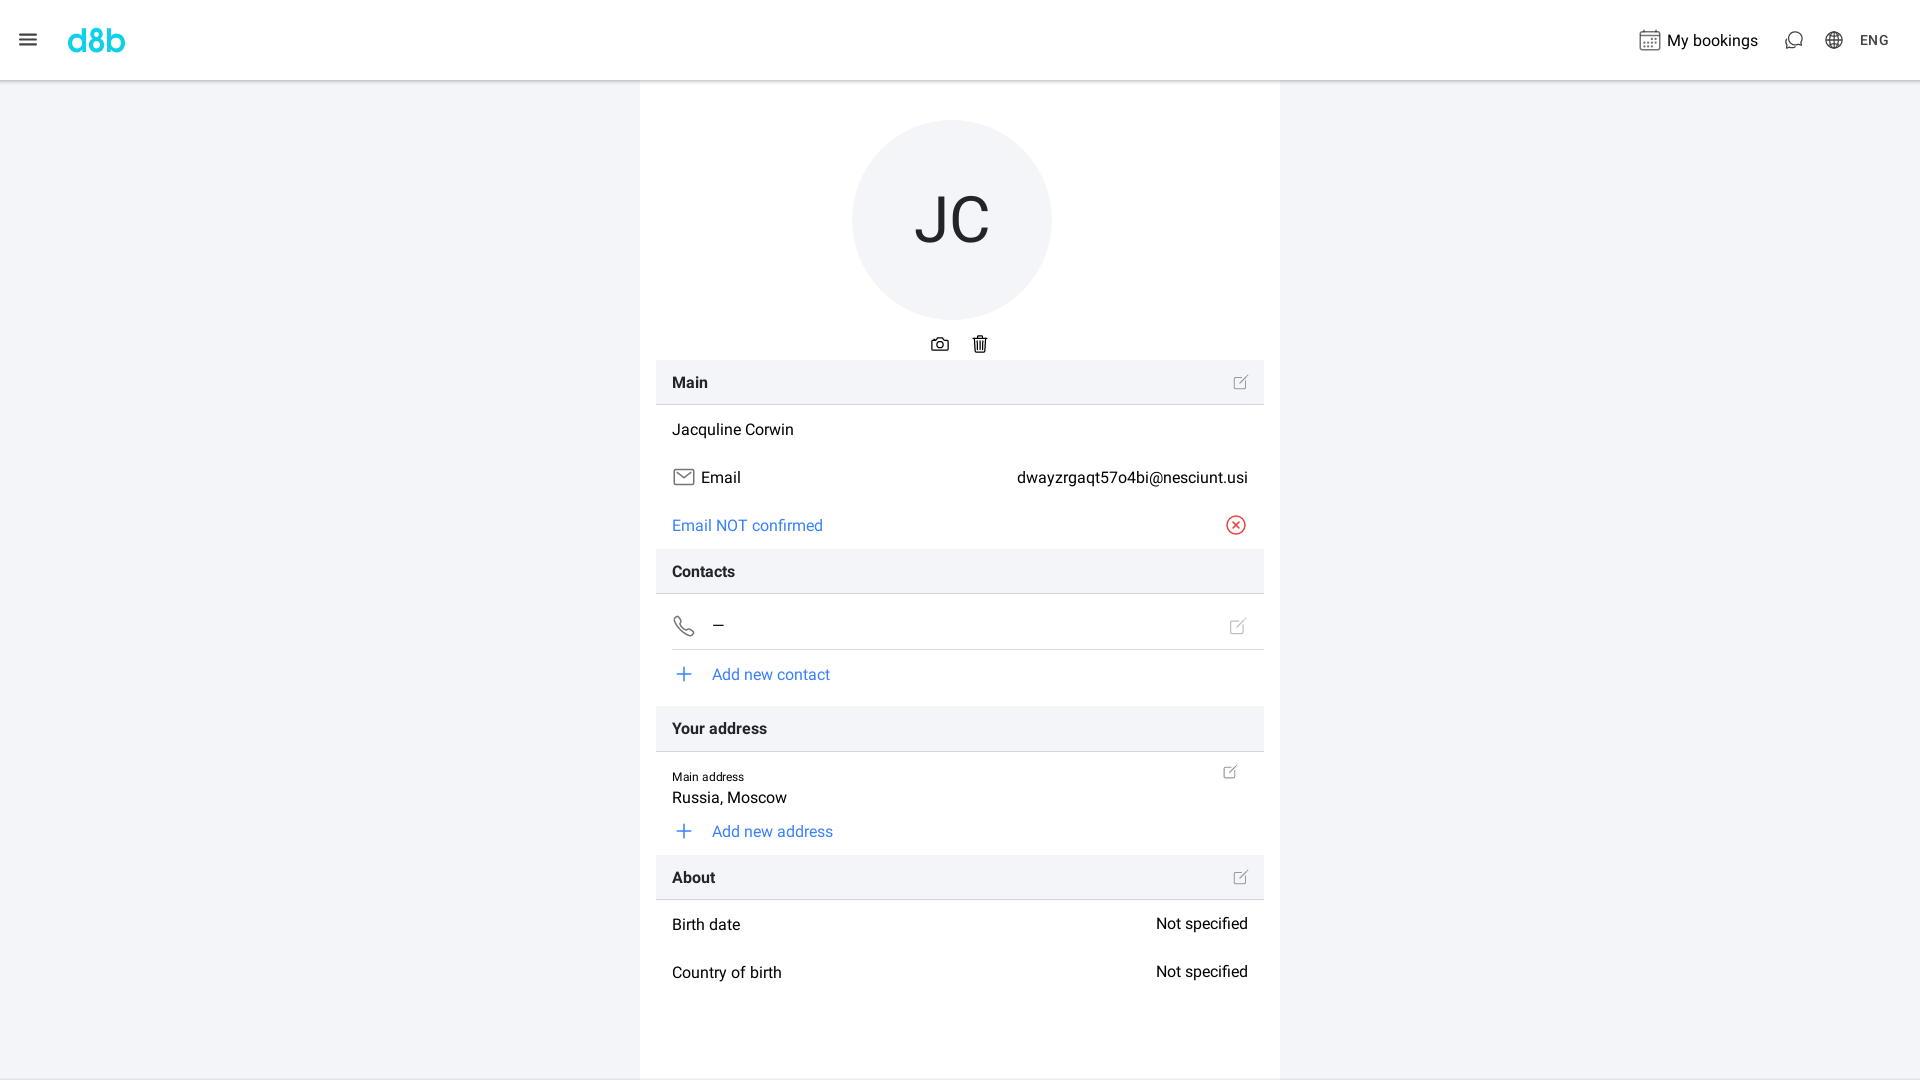 d8b
My bookings
ENG
JC
Main
Jacquline Corwin
Email
dwayzrgaqt57o4bi@nesciunt.usi
Email NOT confirmed
Contacts
–
Add new contact
Your address
Main address
Russia, Moscow
Add new address
About
Birth date
Not specified
Country of birth
Not specified